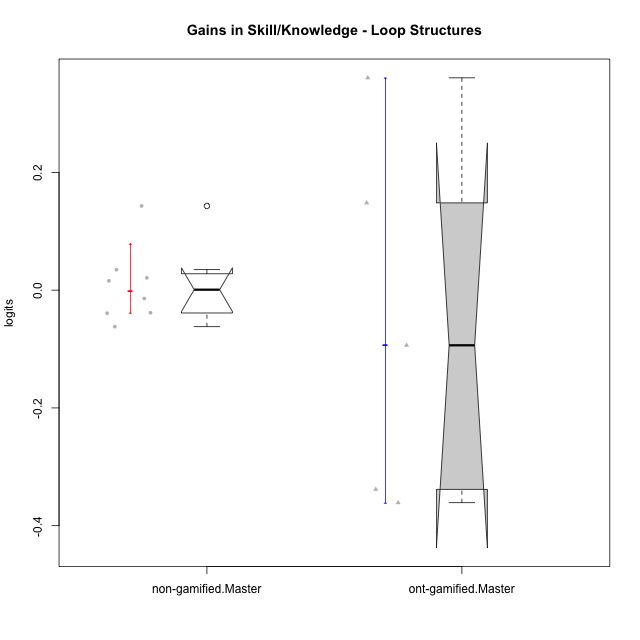 Gains in Skill/Knowledge - Loop Structures
logits
0.2
0.0
-0.2
-0.4
non-gamified.Master
ont-gamified.Master